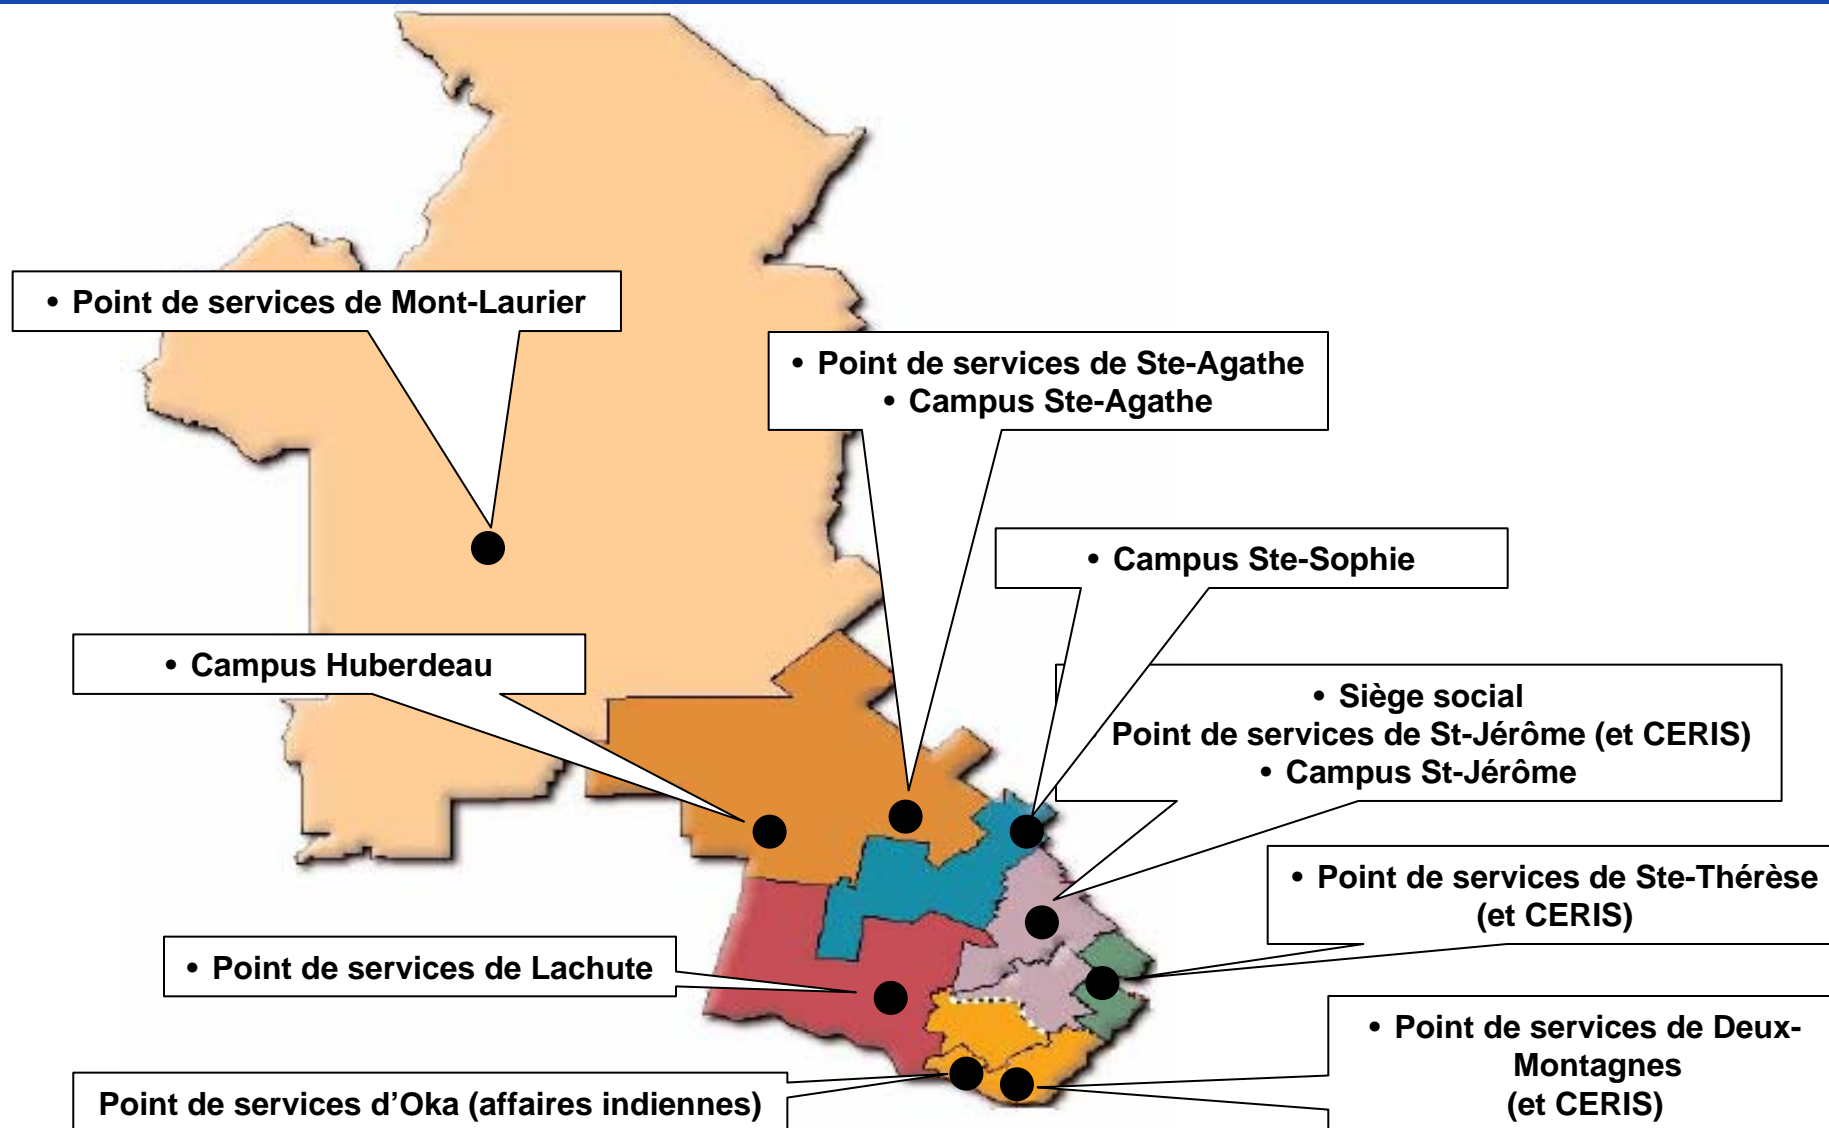 • Point de services de Mont-Laurier
• Point de services de Ste-Agathe
• Campus Ste-Agathe
• Campus Ste-Sophie
• Campus Huberdeau
• Siège social
Point de services de St-Jérôme (et CERIS)
• Campus St-Jérôme
• Point de services de Ste-Thérèse
(et CERIS)
• Point de services de Lachute
• Point de services de Deux-
Montagnes
(et CERIS)
Point de services d’Oka (affaires indiennes)